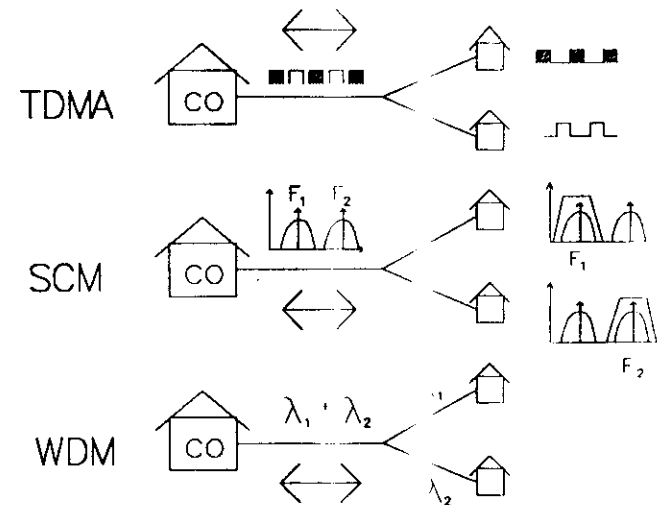 TDMA
CO
SCM
CO
F₁ F₂
F₁
F₂
WDM
CO
λ₁ + λ₂
λ₂